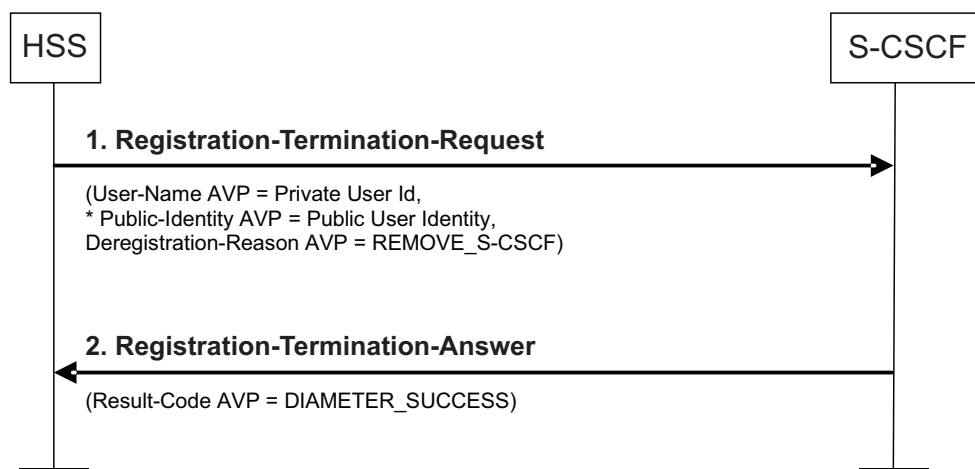 HSS
S-CSCF
1. Registration-Termination-Request
(User-Name AVP = Private User Id,
* Public-Identity AVP = Public User Identity,
Deregistration-Reason AVP = REMOVE_S-CSCF)
2. Registration-Termination-Answer
(Result-Code AVP = DIAMETER_SUCCESS)